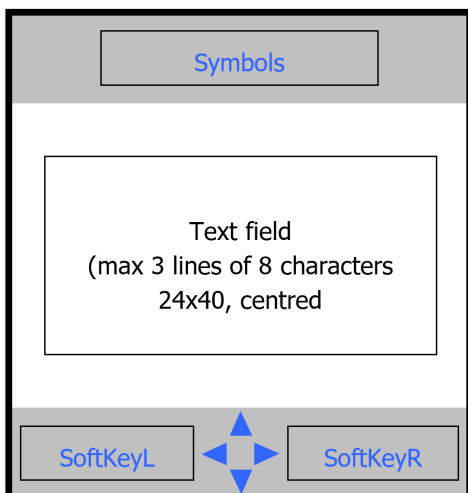 Symbols
Text field
(max 3 lines of 8 characters
24x40, centred
SoftKeyL
SoftKeyR